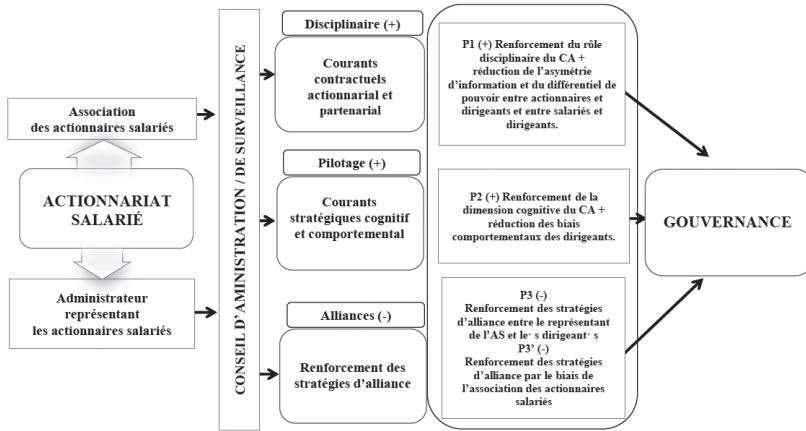 Association
des actionnaires salariés
ACTIONNARIAT
SALARIÉ
Administrateur
représentant
les actionnaires salariés
CONSEIL D'AMINISTRATION / DE SURVEILLANCE
Disciplinaire (+)
Courants
contractuels
actionnarial et
partenarial
Pilotage (+)
Courants
stratégiques cognitif
et comportemental
Alliances (-)
Renforcement des
stratégies d'alliance
P1 (+) Renforcement du rôle
disciplinaire du CA +
réduction de l'asymétrie
d'information et du différentiel de
pouvoir entre actionnaires et
dirigeants et entre salariés et
dirigeants.
P2 (+) Renforcement de la
dimension cognitive du CA +
réduction des biais
comportementaux des dirigeants.
P3 (-)
Renforcement des stratégies
d'alliance entre le représentant
de l'AS et le· s dirigeant· s
P3' (-)
Renforcement des stratégies
d'alliance par le biais de
l'association des actionnaires
salariés
GOUVERNANCE